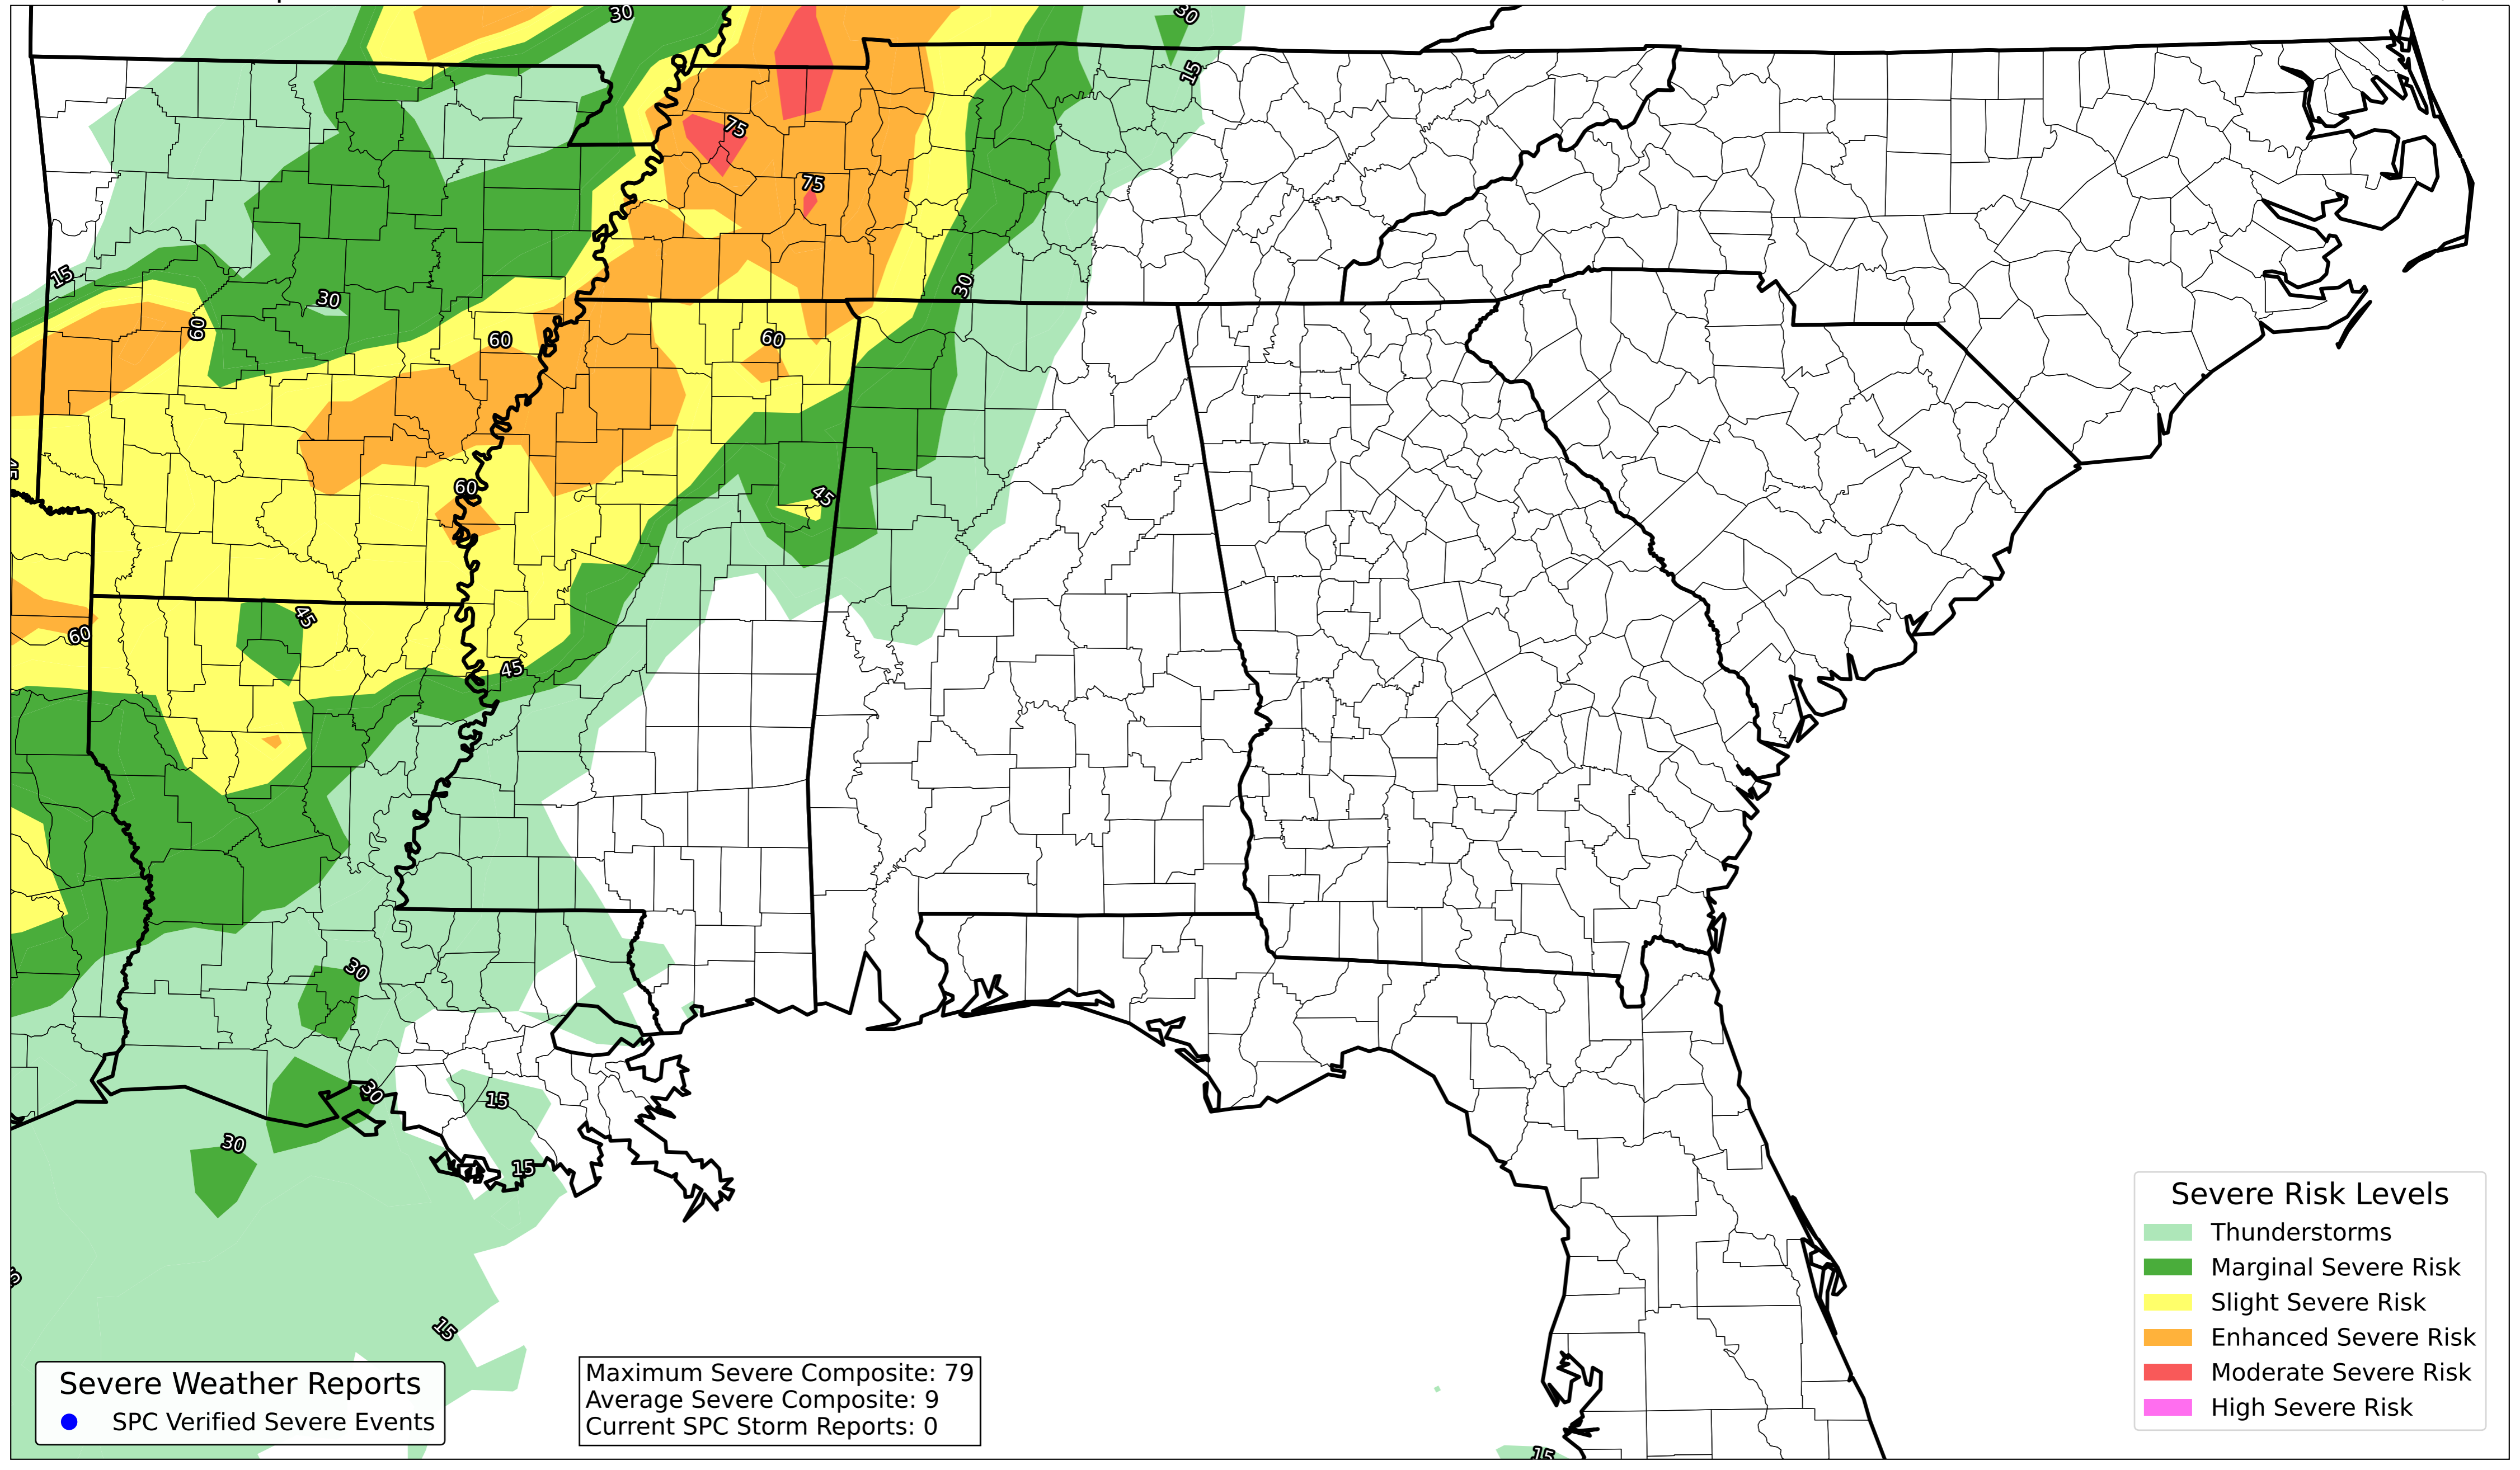 30
30
15
75
75
15
30
30
60
60
60
45
60
45
60
45
30
30
15
30
15
15
15
Severe Risk Levels
Thunderstorms
Marginal Severe Risk
Slight Severe Risk
Enhanced Severe Risk
Moderate Severe Risk
High Severe Risk
Severe Weather Reports
SPC Verified Severe Events
Maximum Severe Composite: 79
Average Severe Composite: 9
Current SPC Storm Reports: 0